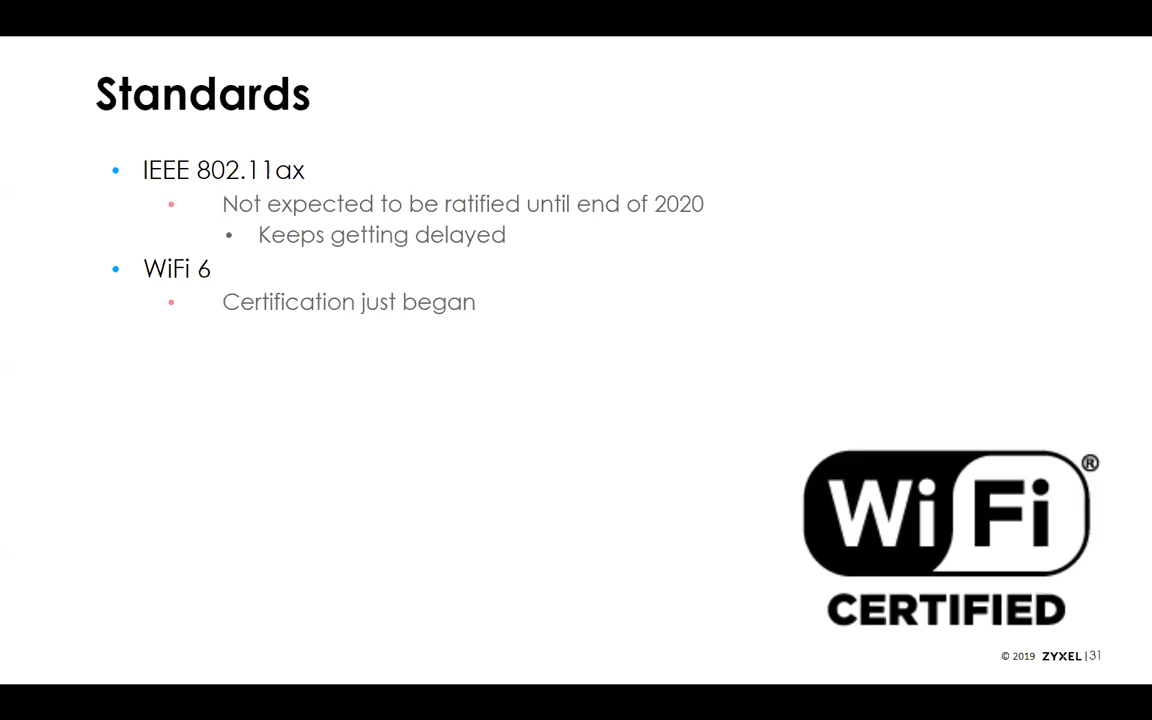 Standards
• IEEE 802.11ax
• Not expected to be ratified until end of 2020
• Keeps getting delayed
• WiFi 6
• Certification just began
WiFi®
CERTIFIED
© 2019 ZYXEL | 31